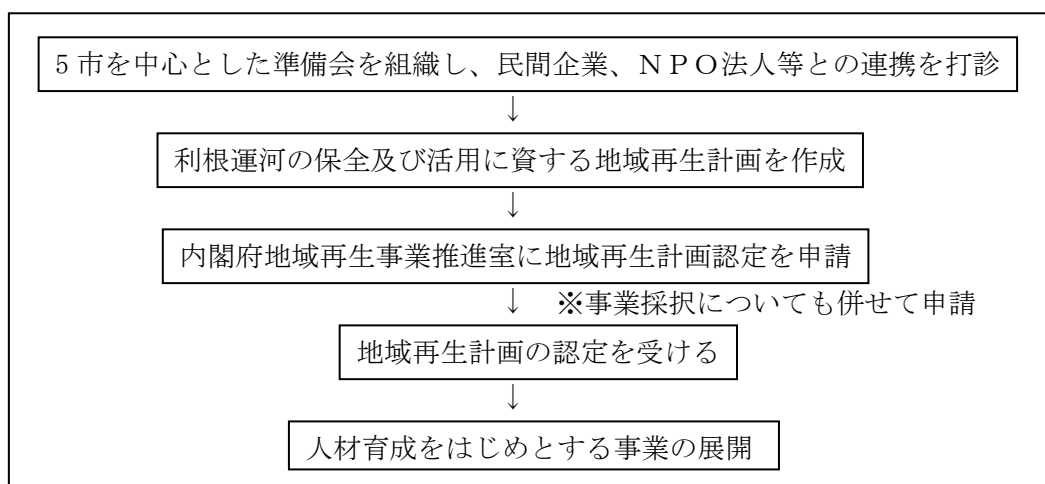 5市を中心とした準備会を組織し、民間企業、ＮＰＯ法人等との連携を打診
↓
利根運河の保全及び活用に資する地域再生計画を作成
↓
内閣府地域再生事業推進室に地域再生計画認定を申請
↓ ※事業採択についても併せて申請
地域再生計画の認定を受ける
↓
人材育成をはじめとする事業の展開